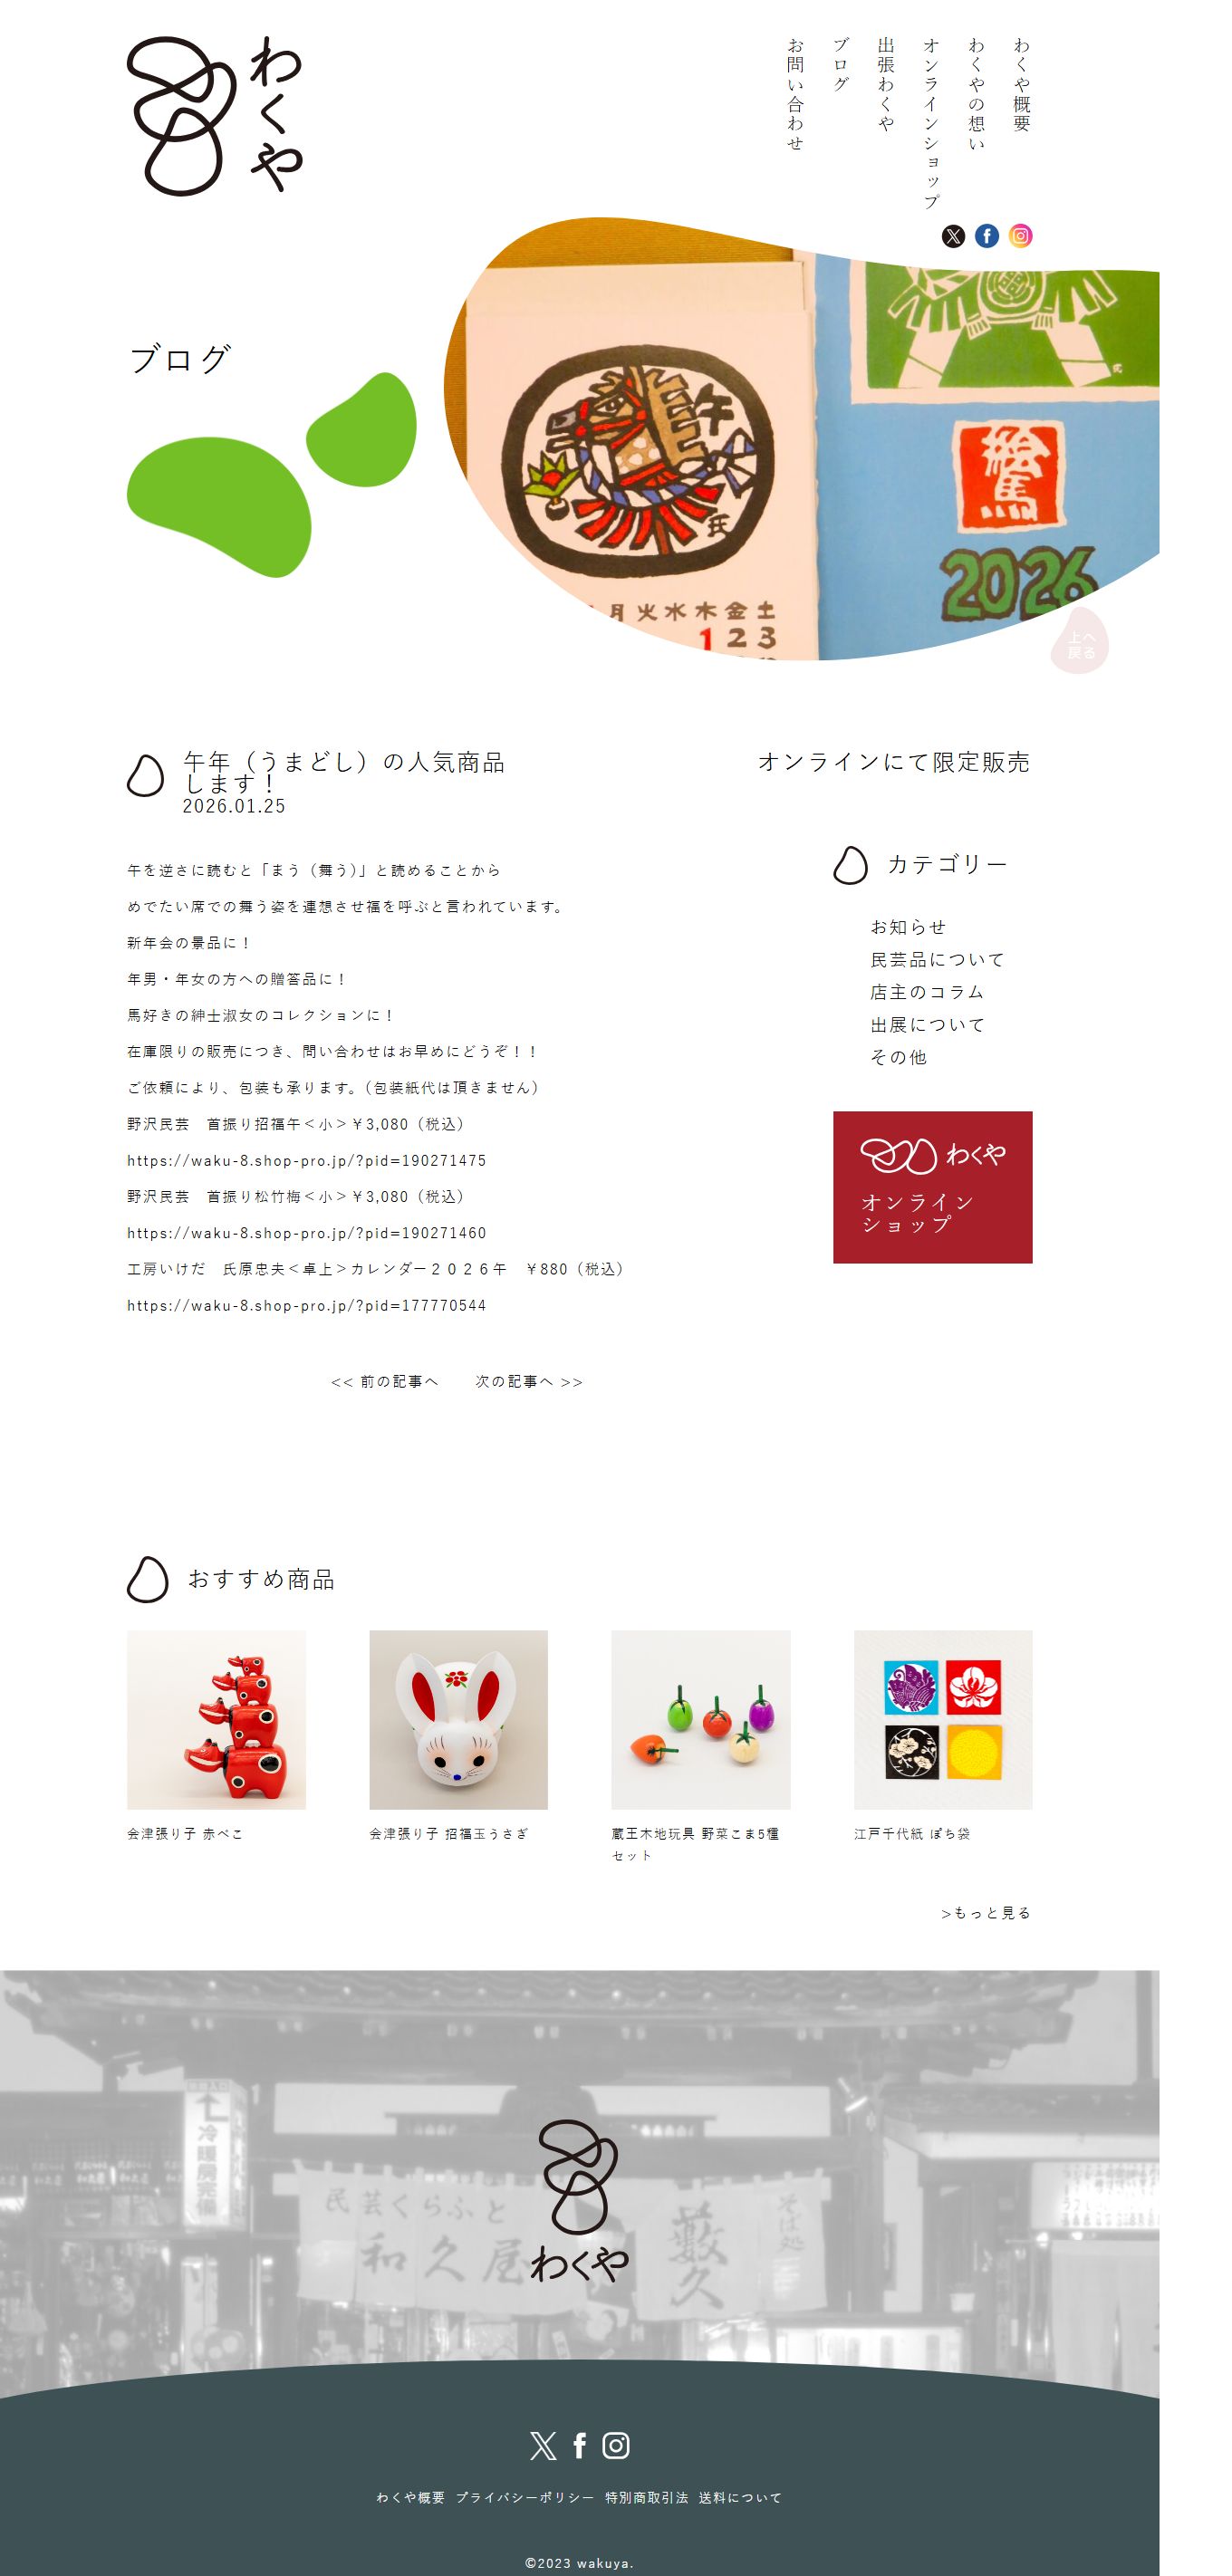 わくや
わくや概要
わくやの想い
オンラインショップ
出張わくや
ブログ
お問い合わせ
ブログ
午
氏
月火水木金土
1 2 3
2026
上へ
戻る
午年（うまどし）の人気商品 オンラインにて限定販売
します！
2026.01.25
午を逆さに読むと「まう（舞う）」と読めることから
めでたい席での舞う姿を連想させ福を呼ぶと言われています。
新年会の景品に！
年男・年女の方への贈答品に！
馬好きの紳士淑女のコレクションに！
在庫限りの販売につき、問い合わせはお早めにどうぞ！！
ご依頼により、包装も承ります。（包装紙代は頂きません）
野沢民芸　首振り招福午＜小＞￥3,080（税込）
https://waku-8.shop-pro.jp/?pid=190271475
野沢民芸　首振り松竹梅＜小＞￥3,080（税込）
https://waku-8.shop-pro.jp/?pid=190271460
工房いけだ　氏原忠夫＜卓上＞カレンダー２０２６午　￥880（税込）
https://waku-8.shop-pro.jp/?pid=177770544
<< 前の記事へ　次の記事へ >>
カテゴリー
お知らせ
民芸品について
店主のコラム
出展について
その他
わくや
オンライン
ショップ
おすすめ商品
会津張り子 赤べこ
会津張り子 招福玉うさぎ
蔵王木地玩具 野菜こま5種
セット
江戸千代紙 ぽち袋
>もっと見る
冷暖房完備
民芸くらふと
和久屋
そば処
藪久
わくや
わくや概要 プライバシーポリシー 特別商取引法 送料について
©2023 wakuya.